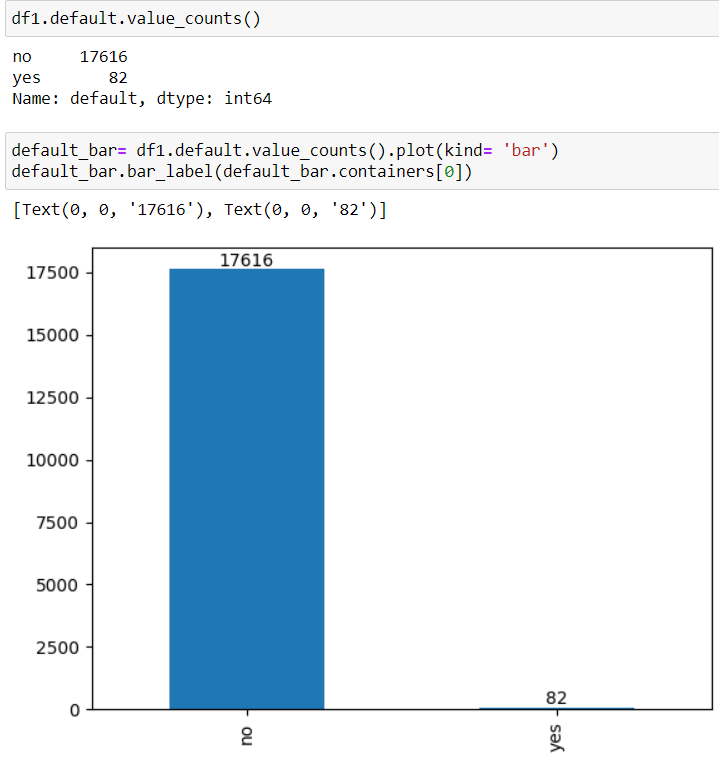 df1.default.value_counts()
no     17616
yes       82
Name: default, dtype: int64
default_bar= df1.default.value_counts().plot(kind= 'bar')
default_bar.bar_label(default_bar.containers[0])
[Text(0, 0, '17616'), Text(0, 0, '82')]
17616
17500
15000
12500
10000
7500
5000
2500
82
0
no
yes